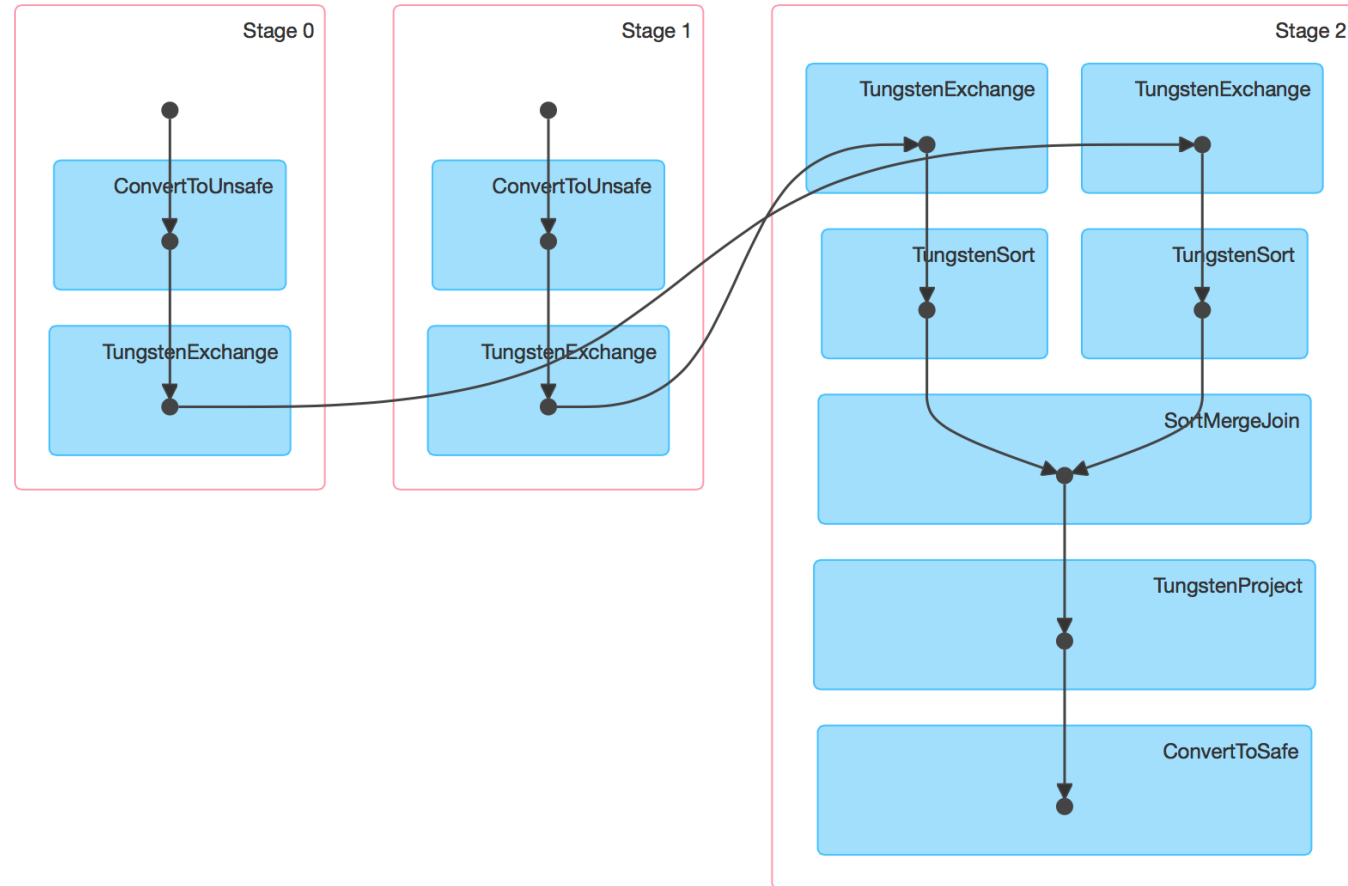 Stage 0
ConvertToUnsafe
TungstenExchange
Stage 1
ConvertToUnsafe
TungstenExchange
Stage 2
TungstenExchange
TungstenExchange
TungstenSort
TungstenSort
SortMergeJoin
TungstenProject
ConvertToSafe